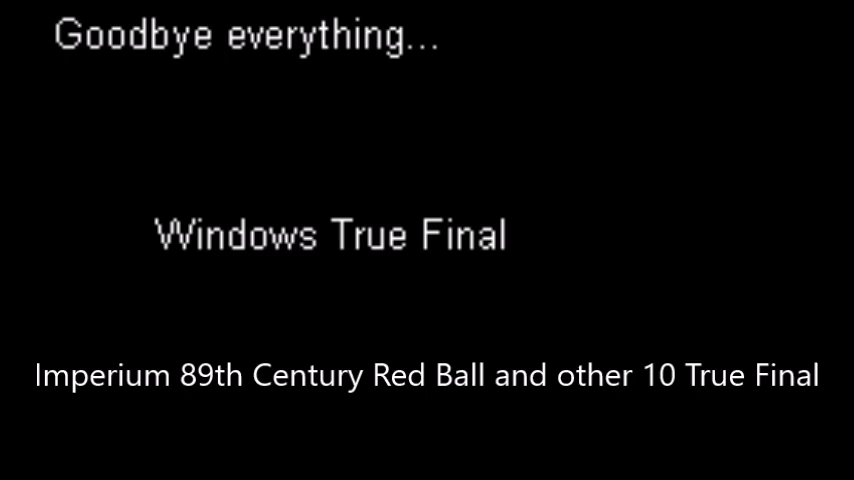 Goodbye everything...
Windows True Final
Imperium 89th Century Red Ball and other 10 True Final